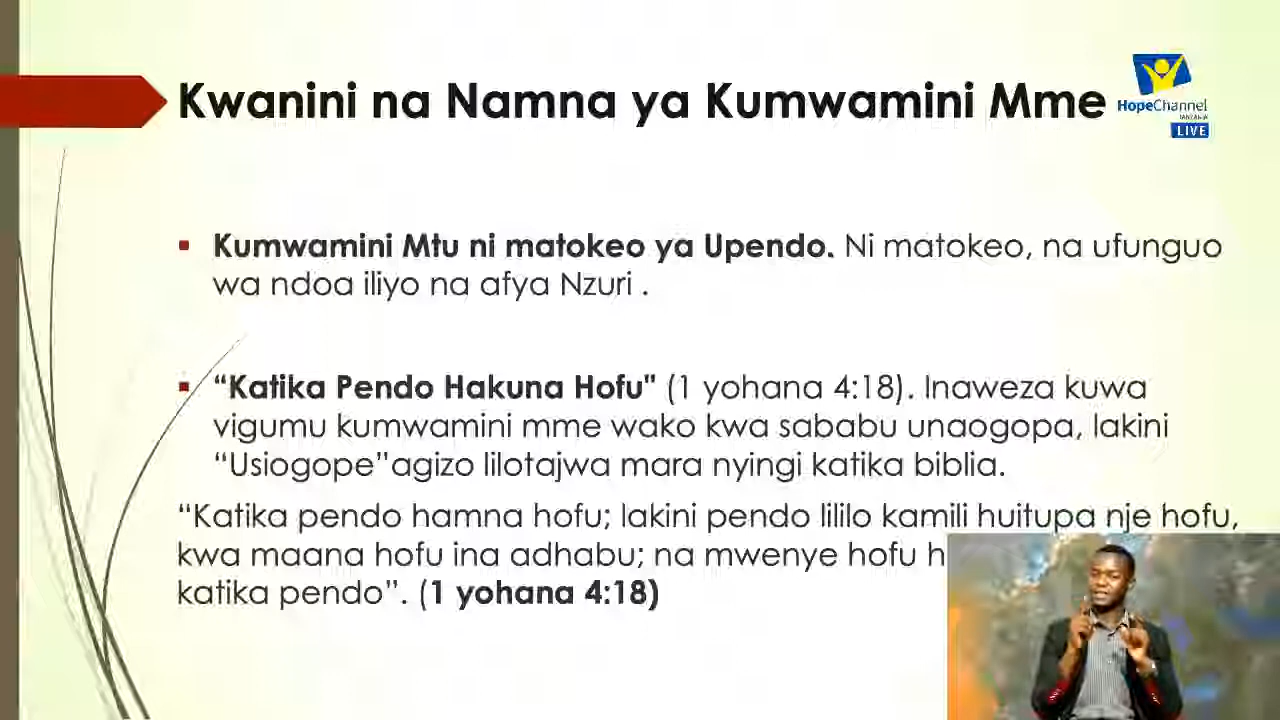 Kwanini na Namna ya Kumwamini Mme
HopeChannel
TANZANIA
LIVE
Kumwamini Mtu ni matokeo ya Upendo. Ni matokeo, na ufunguo
wa ndoa iliyo na afya Nzuri .
“Katika Pendo Hakuna Hofu" (1 yohana 4:18). Inaweza kuwa
vigumu kumwamini mme wako kwa sababu unaogopa, lakini
“Usiogope”agizo lilotajwa mara nyingi katika biblia.
“Katika pendo hamna hofu; lakini pendo lililo kamili huitupa nje hofu,
kwa maana hofu ina adhabu; na mwenye hofu
katika pendo”. (1 yohana 4:18)